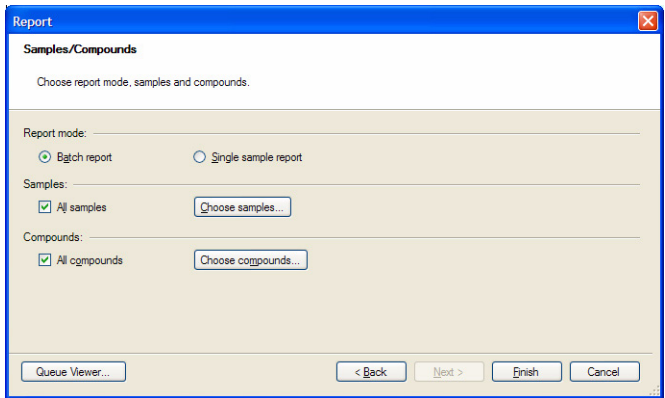 Report
Samples/Compounds
Choose report mode, samples and compounds.
Report mode:
Batch report
Single sample report
Samples:
All samples
Choose samples...
Compounds:
All compounds
Choose compounds...
Queue Viewer...
< Back
Next >
Finish
Cancel